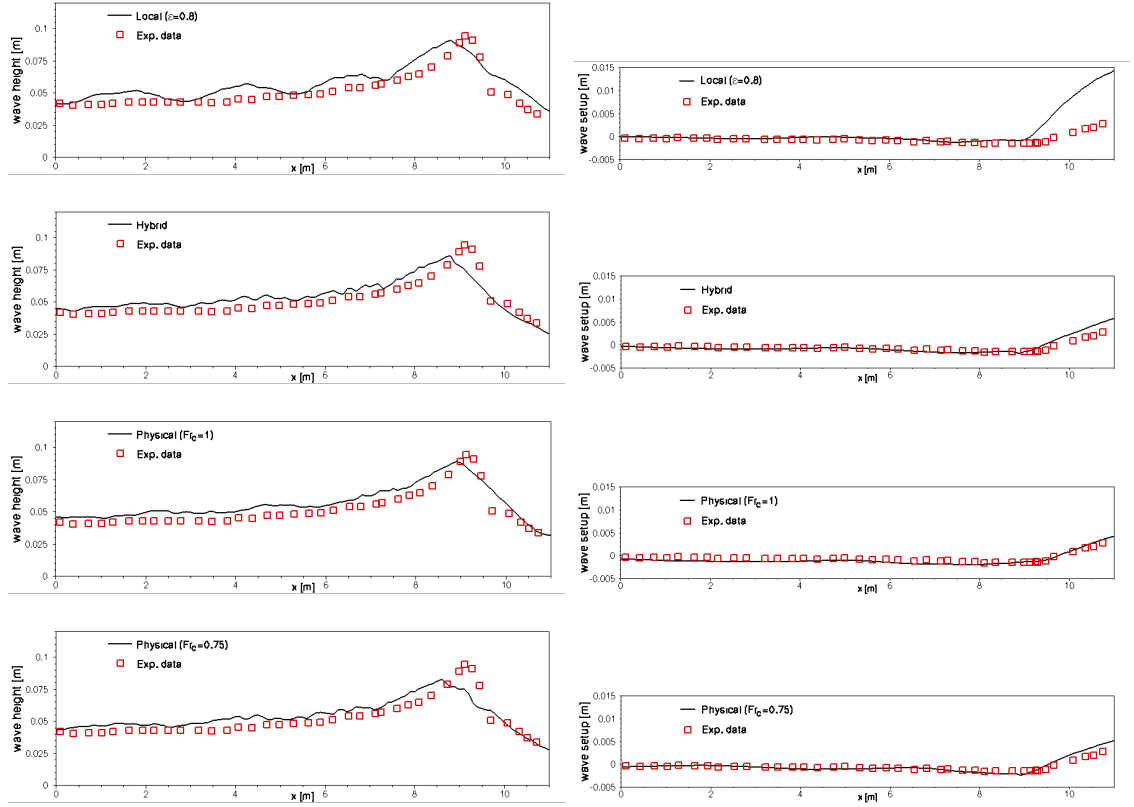 wave height [m]
0.1
0.075
0.05
0.025
0
Local (ε=0.8)
Exp. data
0 2 4 6 8 10
x [m]
wave setup [m]
0.015
0.01
0.005
0
-0.005
Local (ε=0.8)
Exp. data
0 2 4 6 8 10
x [m]
wave height [m]
0.1
0.075
0.05
0.025
0
Hybrid
Exp. data
0 2 4 6 8 10
x [m]
wave setup [m]
0.015
0.01
0.005
0
-0.005
Hybrid
Exp. data
0 2 4 6 8 10
x [m]
wave height [m]
0.1
0.075
0.05
0.025
0
Physical (Frc=1)
Exp. data
0 2 4 6 8 10
x [m]
wave setup [m]
0.015
0.01
0.005
0
-0.005
Physical (Frc=1)
Exp. data
0 2 4 6 8 10
x [m]
wave height [m]
0.1
0.075
0.05
0.025
0
Physical (Frc=0.75)
Exp. data
0 2 4 6 8 10
x [m]
wave setup [m]
0.015
0.01
0.005
0
-0.005
Physical (Frc=0.75)
Exp. data
0 2 4 6 8 10
x [m]